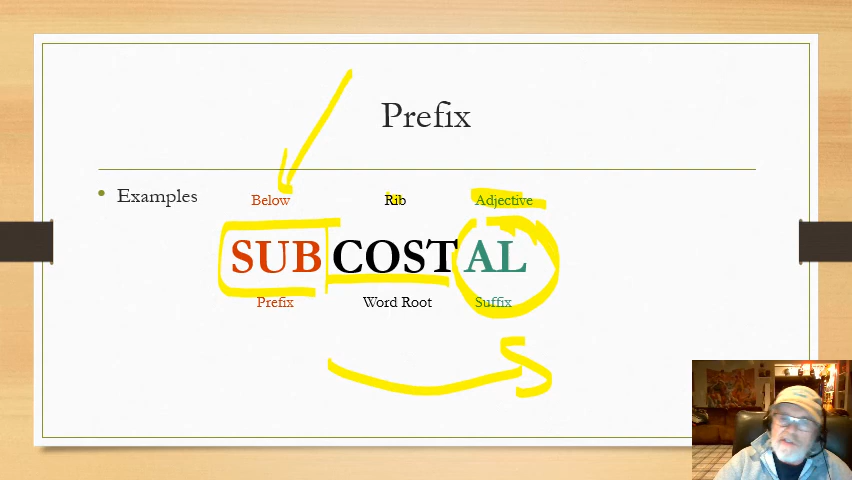 Prefix
• Examples
Below Rib Adjective
SUBCOSTAL
Prefix Word Root Suffix